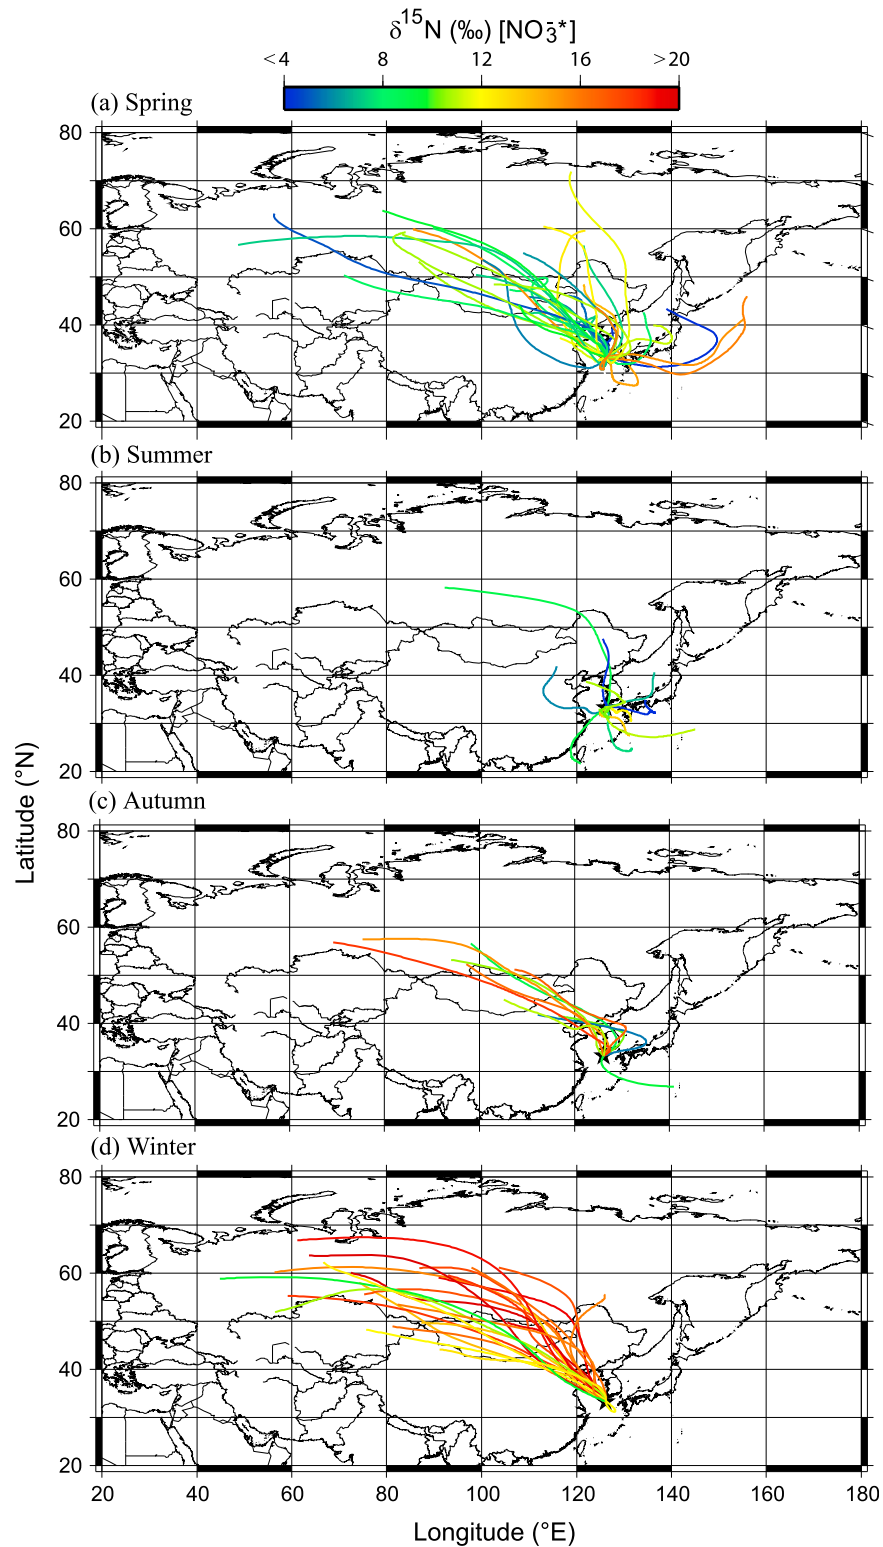 δ¹⁵N (‰) [NO₃⁻*]
<4 8 12 16 >20
(a) Spring
80
60
40
20
(b) Summer
80
60
40
20
(c) Autumn
80
60
40
20
(d) Winter
80
60
40
20
20 40 60 80 100 120 140 160 180
Latitude (°N)
Longitude (°E)